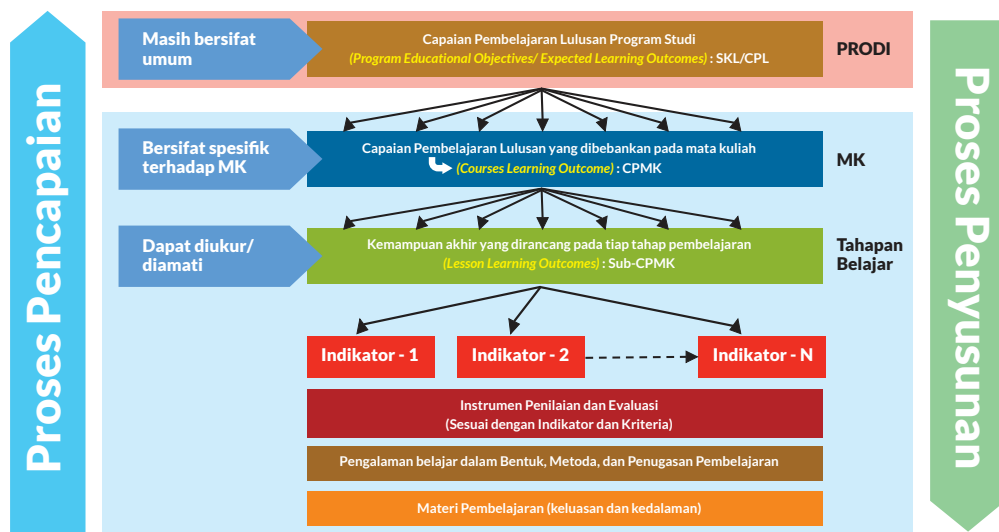 Proses Pencapaian
Masih bersifat
umum
Capaian Pembelajaran Lulusan Program Studi
(Program Educational Objectives/ Expected Learning Outcomes) : SKL/CPL
PRODI
Bersifat spesifik
terhadap MK
Capaian Pembelajaran Lulusan yang dibebankan pada mata kuliah
(Courses Learning Outcome) : CPMK
MK
Dapat diukur/
diamati
Kemampuan akhir yang dirancang pada tiap tahap pembelajaran
(Lesson Learning Outcomes) : Sub-CPMK
Tahapan
Belajar
Indikator - 1
Indikator - 2
Indikator - N
Instrumen Penilaian dan Evaluasi
(Sesuai dengan Indikator dan Kriteria)
Pengalaman belajar dalam Bentuk, Metoda, dan Penugasan Pembelajaran
Materi Pembelajaran (keluasan dan kedalaman)
Proses Penyusunan